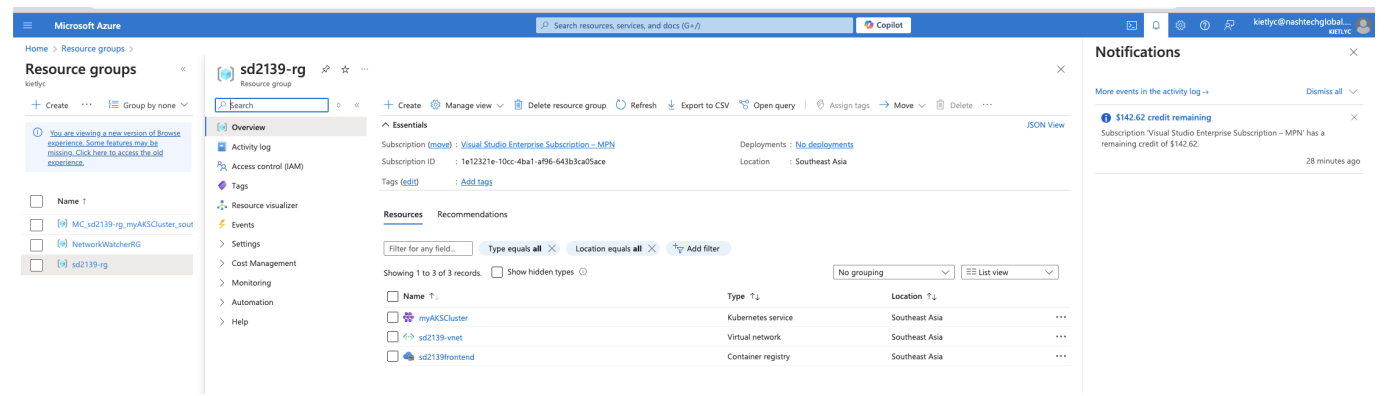 Microsoft Azure
Search resources, services, and docs (G+/)
Copilot
kietlyc@nashtechglobal....
KIETLYC
Home > Resource groups >
Resource groups «
kietlyc
+ Create ··· Group by none
You are viewing a new version of Browse
experience. Some features may be
missing. Click here to access the old
experience.
Name ↑
MC_sd2139-rg_myAKSCluster_sout
NetworkWatcherRG
sd2139-rg
sd2139-rg ···
Resource group
Search «
Overview
Activity log
Access control (IAM)
Tags
Resource visualizer
Events
> Settings
> Cost Management
> Monitoring
> Automation
> Help
+ Create Manage view Delete resource group Refresh Export to CSV Open query Assign tags → Move Delete ···
Essentials JSON View
Subscription (move) : Visual Studio Enterprise Subscription – MPN Deployments : No deployments
Subscription ID : 1e12321e-10cc-4ba1-af96-643b3ca05ace Location : Southeast Asia
Tags (edit) : Add tags
Resources Recommendations
Filter for any field... Type equals all × Location equals all × Add filter
Showing 1 to 3 of 3 records. Show hidden types No grouping List view
Name ↑↓ Type ↑↓ Location ↑↓
myAKSCluster Kubernetes service Southeast Asia ···
sd2139-vnet Virtual network Southeast Asia ···
sd2139frontend Container registry Southeast Asia ···
Notifications ×
More events in the activity log → Dismiss all
$142.62 credit remaining ×
Subscription 'Visual Studio Enterprise Subscription – MPN' has a
remaining credit of $142.62.
28 minutes ago